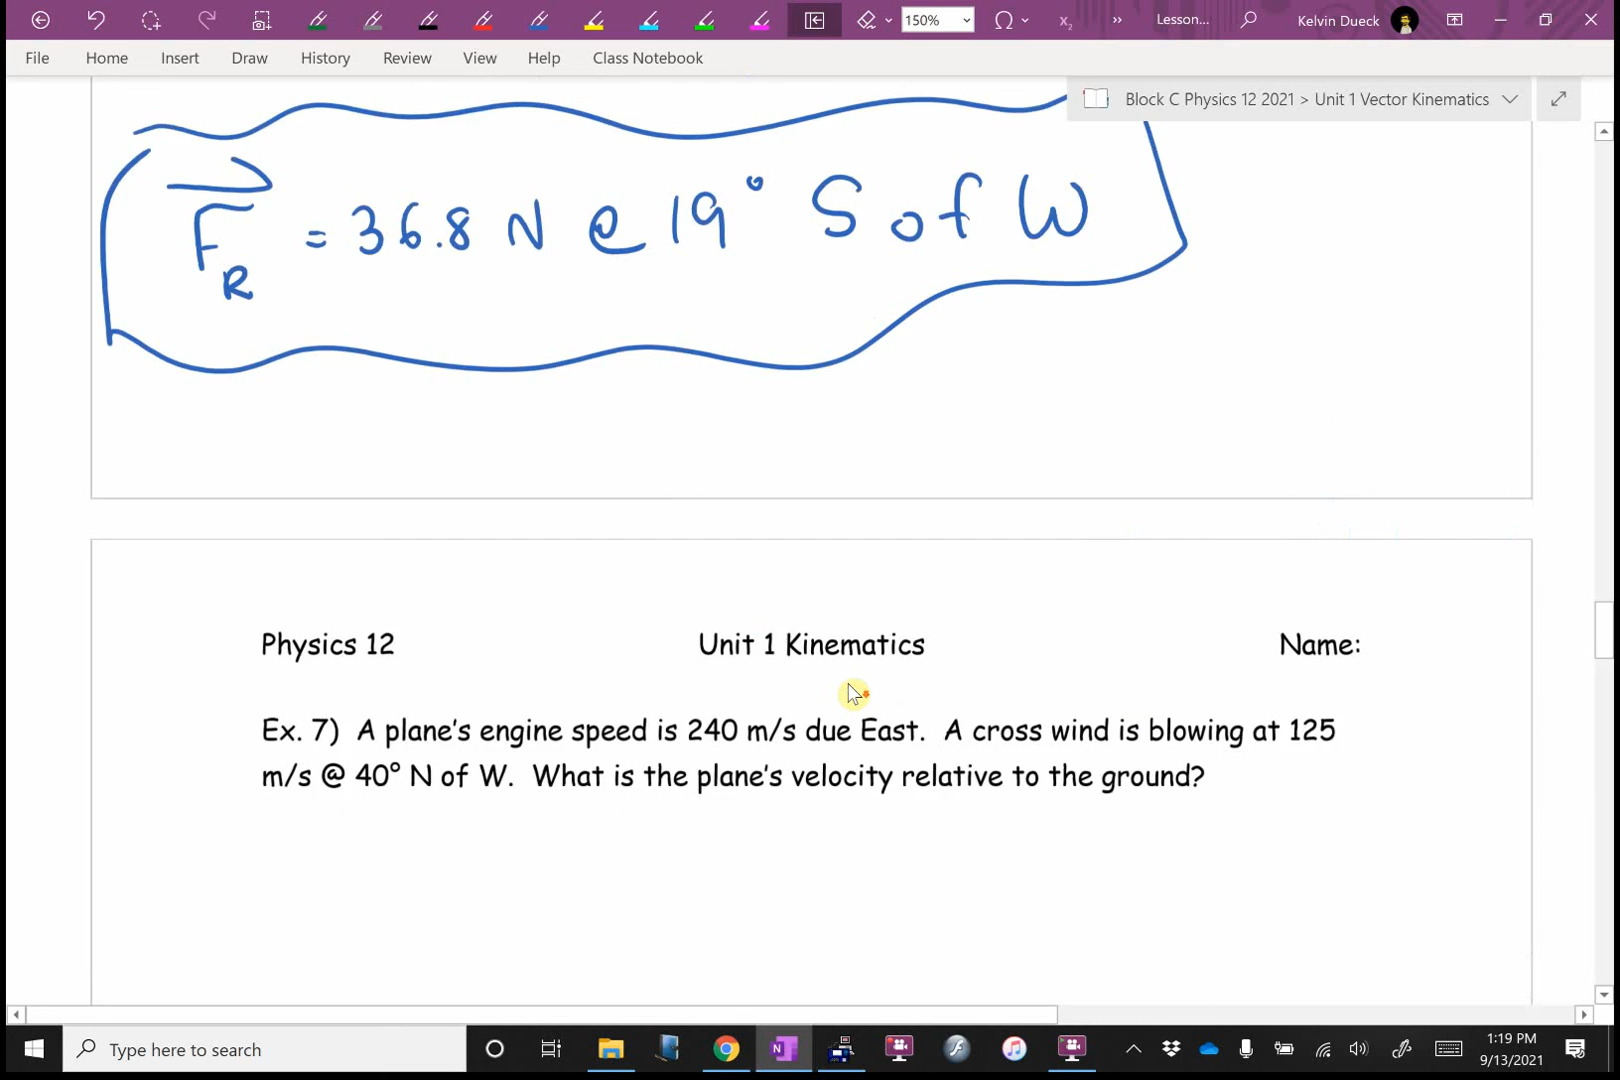 150%
Ω
x₂
»
Lesson...
Kelvin Dueck
File
Home
Insert
Draw
History
Review
View
Help
Class Notebook
Block C Physics 12 2021 > Unit 1 Vector Kinematics
F_R = 36.8 N @ 19° S of W
Physics 12 Unit 1 Kinematics Name:
Ex. 7) A plane's engine speed is 240 m/s due East. A cross wind is blowing at 125
m/s @ 40° N of W. What is the plane's velocity relative to the ground?
Type here to search
N
f
1:19 PM
9/13/2021